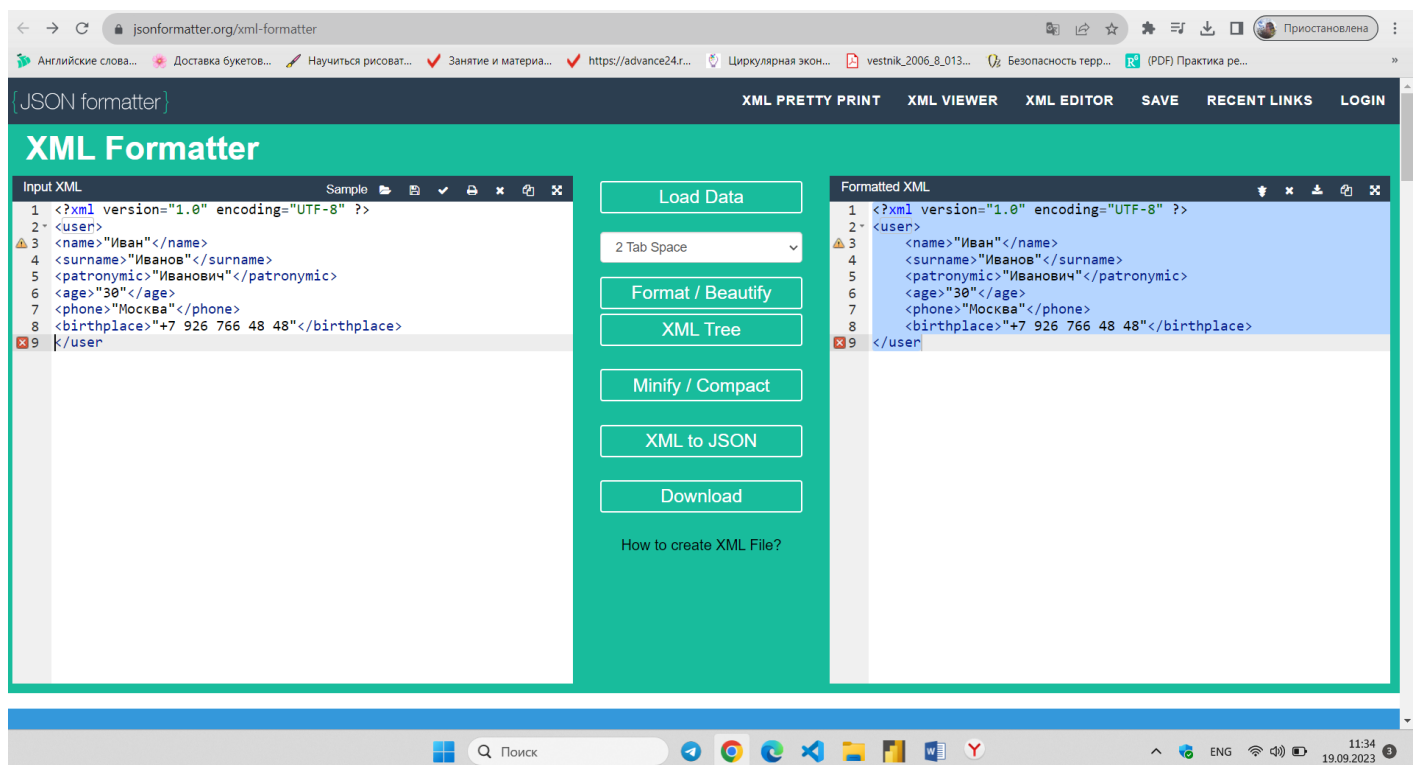 jsonformatter.org/xml-formatter
Приостановлена
Английские слова... Доставка букетов... Научиться рисоват... Занятие и материа... https://advance24.r... Циркулярная экон... vestnik_2006_8_013... Безопасность терр... (PDF) Практика ре... »
{JSON formatter} XML PRETTY PRINT XML VIEWER XML EDITOR SAVE RECENT LINKS LOGIN
XML Formatter
Input XML Sample
1 <?xml version="1.0" encoding="UTF-8" ?>
2 <user>
3 <name>"Иван"</name>
4 <surname>"Иванов"</surname>
5 <patronymic>"Иванович"</patronymic>
6 <age>"30"</age>
7 <phone>"Москва"</phone>
8 <birthplace>"+7 926 766 48 48"</birthplace>
9 </user
Load Data
2 Tab Space
Format / Beautify
XML Tree
Minify / Compact
XML to JSON
Download
How to create XML File?
Formatted XML
1 <?xml version="1.0" encoding="UTF-8" ?>
2 <user>
3 <name>"Иван"</name>
4 <surname>"Иванов"</surname>
5 <patronymic>"Иванович"</patronymic>
6 <age>"30"</age>
7 <phone>"Москва"</phone>
8 <birthplace>"+7 926 766 48 48"</birthplace>
9 </user
Поиск
ENG
11:34
19.09.2023
3